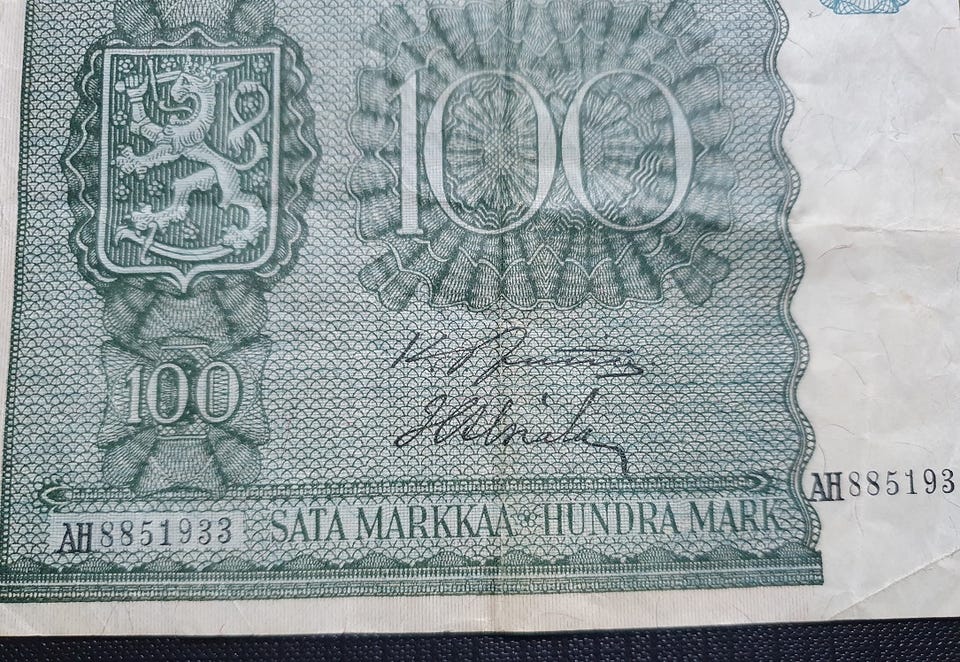 100
100
AH8851933
SATA MARKKAA HUNDRA MARK
AH885193